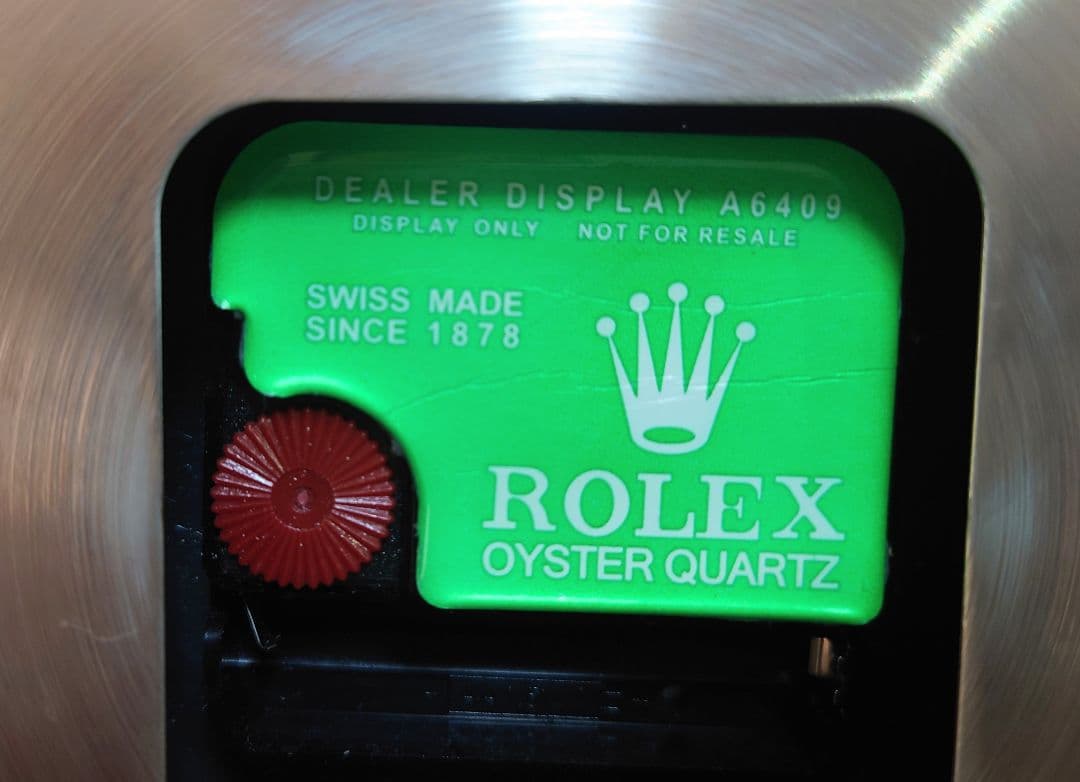 DEALER DISPLAY A6409
DISPLAY ONLY NOT FOR RESALE
SWISS MADE
SINCE 1878
ROLEX
OYSTER QUARTZ